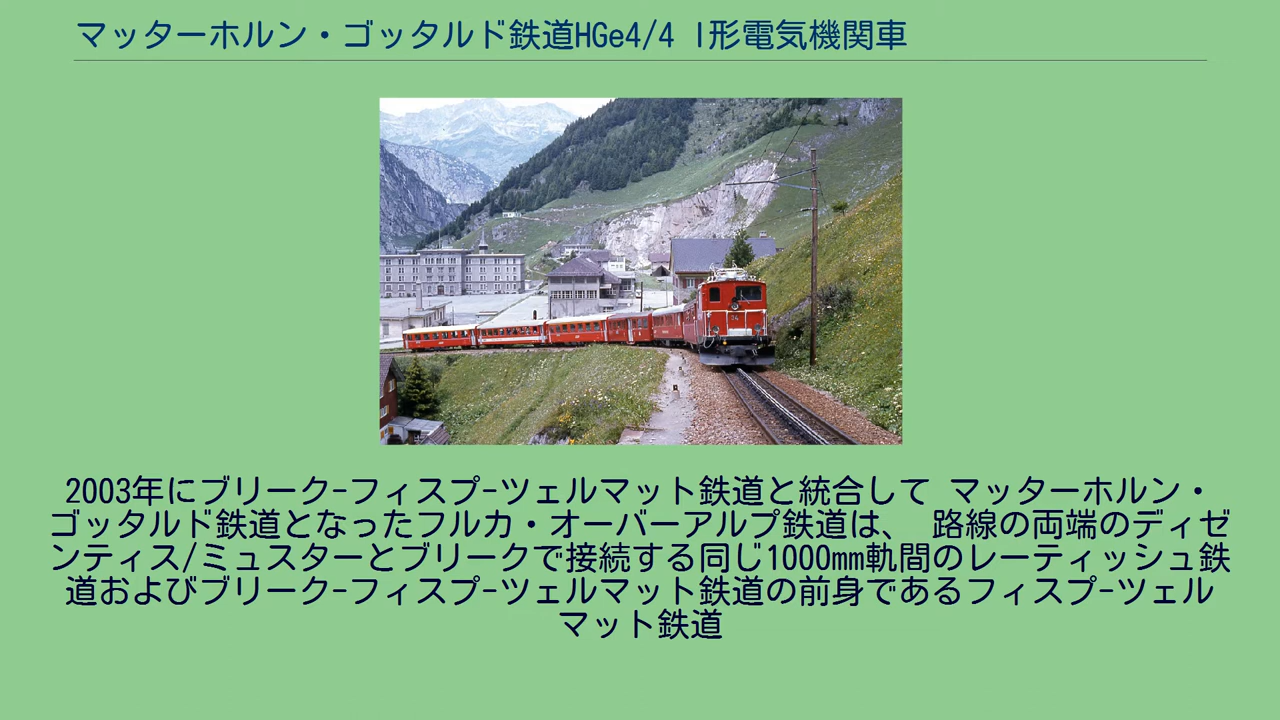 マッターホルン・ゴッタルド鉄道HGe4/4 I形電気機関車
34
2003年にブリーク-フィスプ-ツェルマット鉄道と統合して マッターホルン・
ゴッタルド鉄道となったフルカ・オーバーアルプ鉄道は、 路線の両端のディゼ
ンティス/ミュスターとブリークで接続する同じ1000mm軌間のレーティッシュ鉄
道およびブリーク-フィスプ-ツェルマット鉄道の前身であるフィスプ-ツェル
マット鉄道